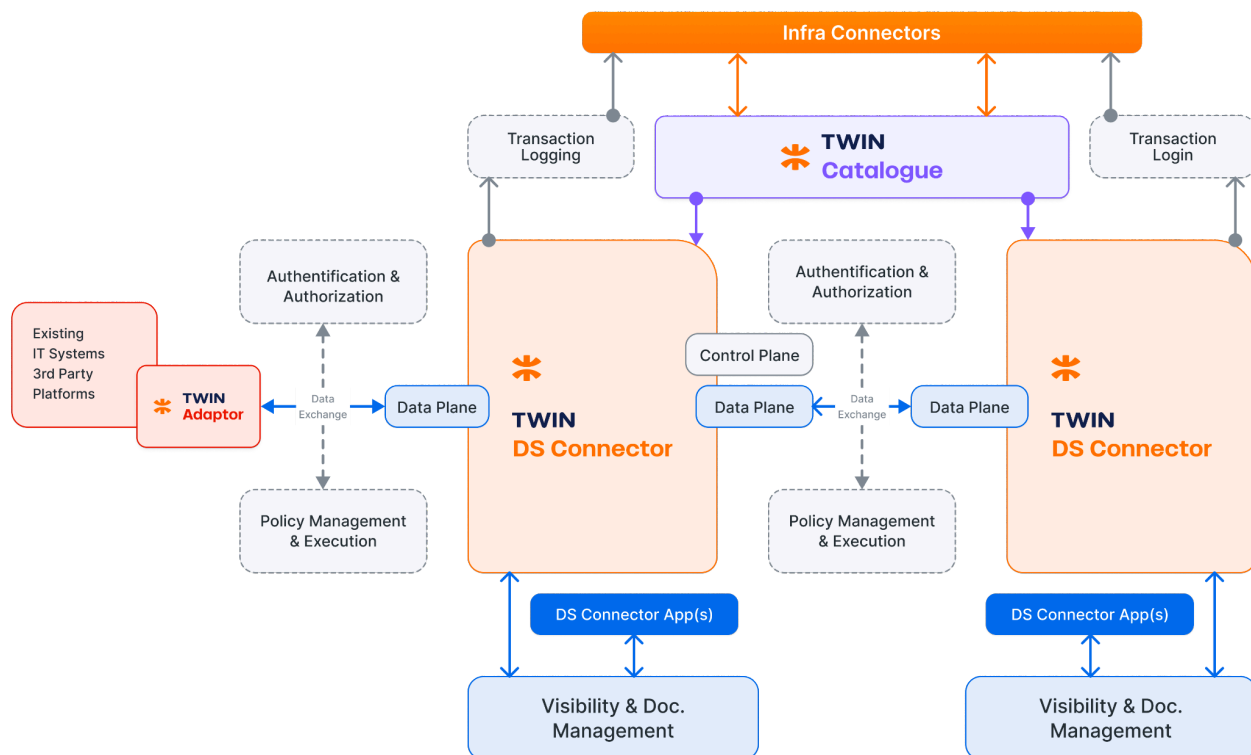 Infra Connectors
Transaction
Logging
TWIN
Catalogue
Transaction
Login
Authentification &
Authorization
Authentification &
Authorization
Existing
IT Systems
3rd Party
Platforms
TWIN
Adaptor
Data
Exchange
Data Plane
TWIN
DS Connector
Control Plane
Data Plane
Data
Exchange
Data Plane
TWIN
DS Connector
Policy Management
& Execution
Policy Management
& Execution
DS Connector App(s)
DS Connector App(s)
Visibility & Doc.
Management
Visibility & Doc.
Management